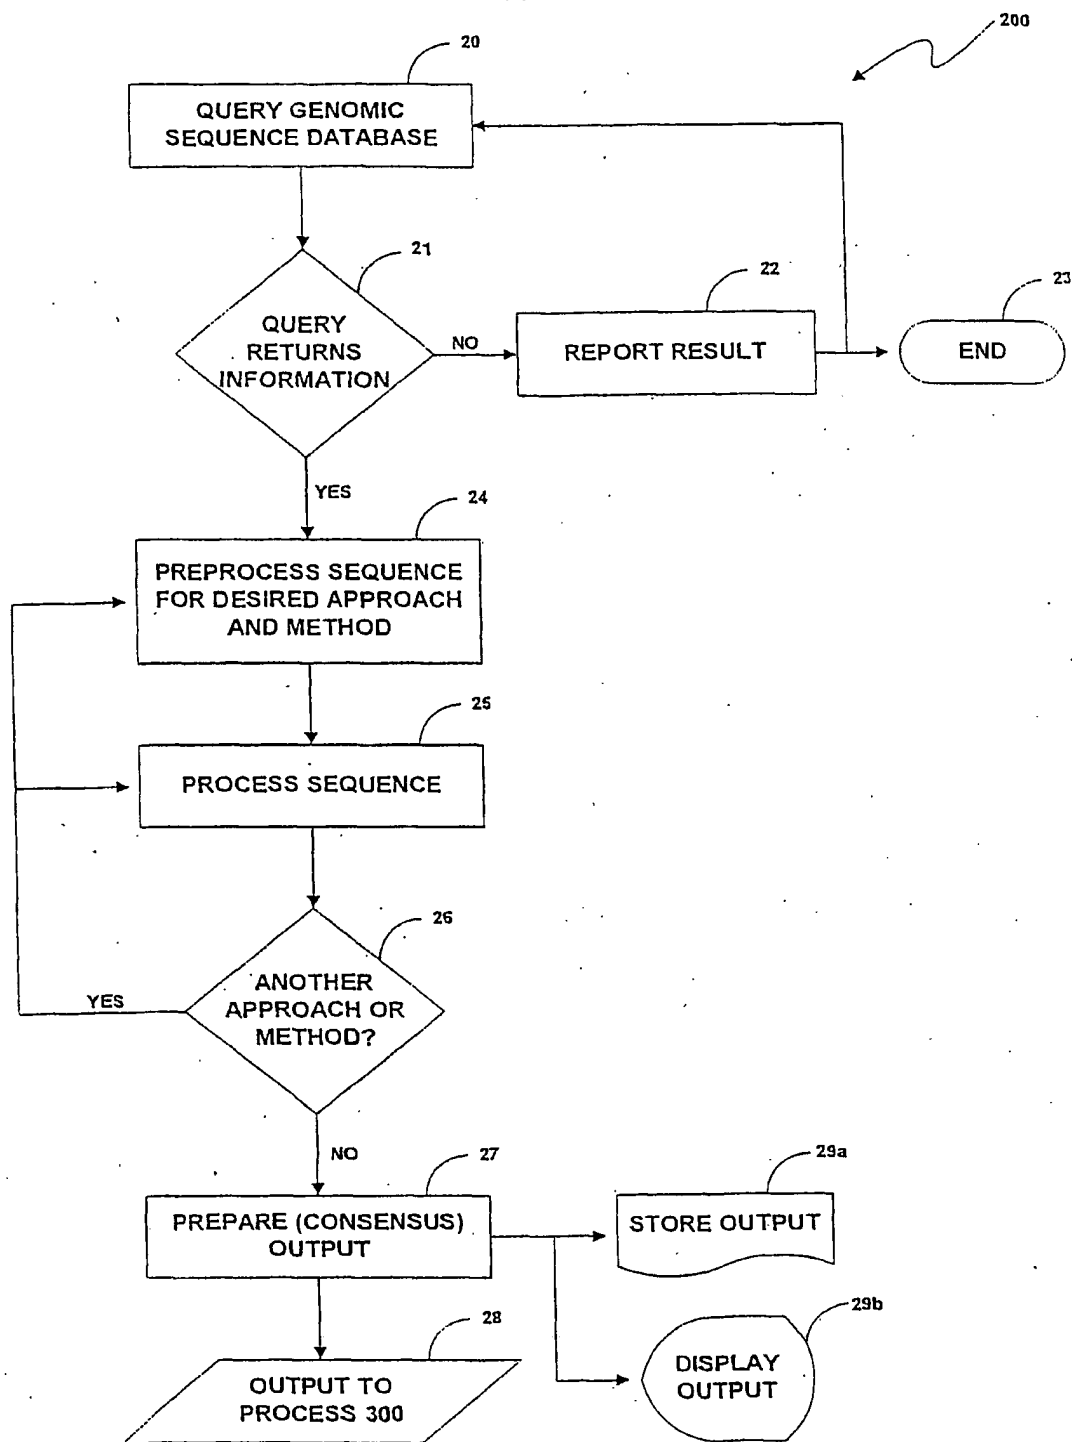 200
20
QUERY GENOMIC
SEQUENCE DATABASE
21
QUERY
RETURNS
INFORMATION
NO
22
REPORT RESULT
23
END
YES
24
PREPROCESS SEQUENCE
FOR DESIRED APPROACH
AND METHOD
25
PROCESS SEQUENCE
26
ANOTHER
APPROACH OR
METHOD?
YES
NO
27
PREPARE (CONSENSUS)
OUTPUT
29a
STORE OUTPUT
28
OUTPUT TO
PROCESS 300
29b
DISPLAY
OUTPUT